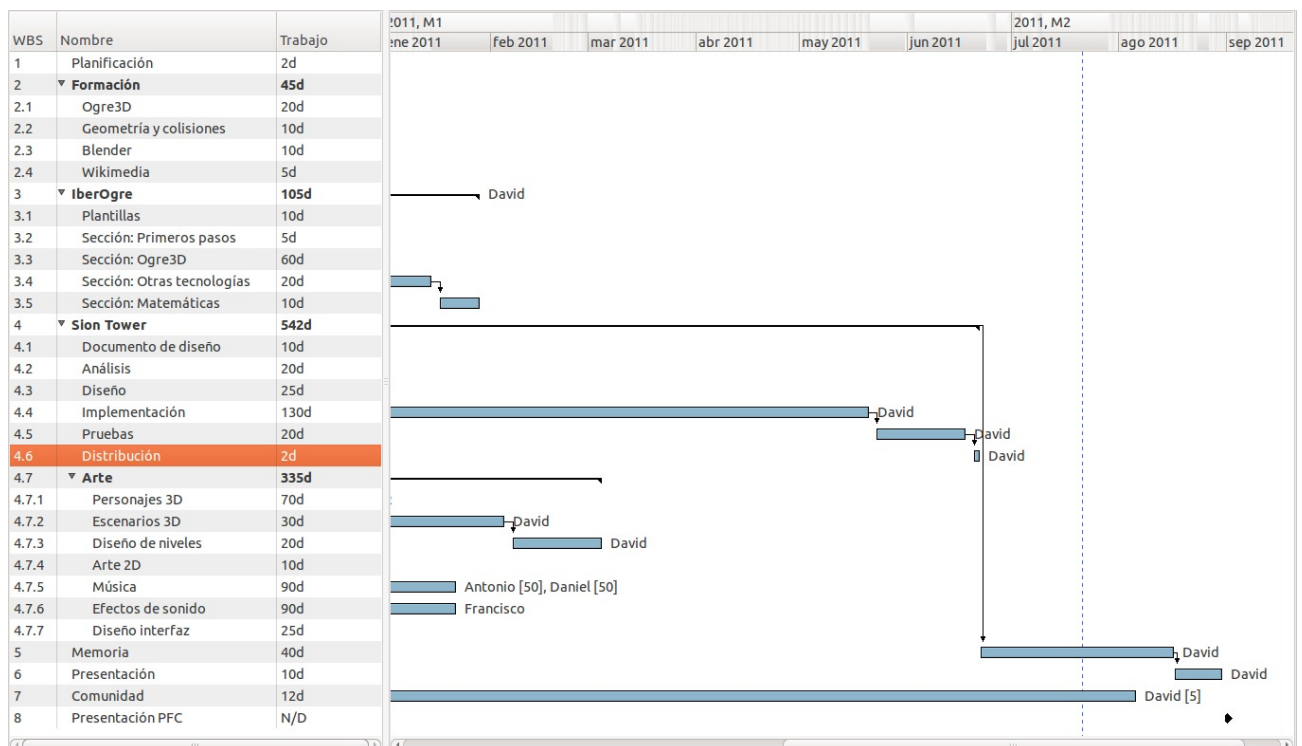 2011, M1 2011, M2
WBS Nombre Trabajo ene 2011 feb 2011 mar 2011 abr 2011 may 2011 jun 2011 jul 2011 ago 2011 sep 2011
1 Planificación 2d
2 Formación 45d
2.1 Ogre3D 20d
2.2 Geometría y colisiones 10d
2.3 Blender 10d
2.4 Wikimedia 5d
3 IberOgre 105d David
3.1 Plantillas 10d
3.2 Sección: Primeros pasos 5d
3.3 Sección: Ogre3D 60d
3.4 Sección: Otras tecnologías 20d
3.5 Sección: Matemáticas 10d
4 Sion Tower 542d
4.1 Documento de diseño 10d
4.2 Análisis 20d
4.3 Diseño 25d
4.4 Implementación 130d David
4.5 Pruebas 20d David
4.6 Distribución 2d David
4.7 Arte 335d
4.7.1 Personajes 3D 70d
4.7.2 Escenarios 3D 30d David
4.7.3 Diseño de niveles 20d David
4.7.4 Arte 2D 10d
4.7.5 Música 90d Antonio [50], Daniel [50]
4.7.6 Efectos de sonido 90d Francisco
4.7.7 Diseño interfaz 25d
5 Memoria 40d David
6 Presentación 10d David
7 Comunidad 12d David [5]
8 Presentación PFC N/D